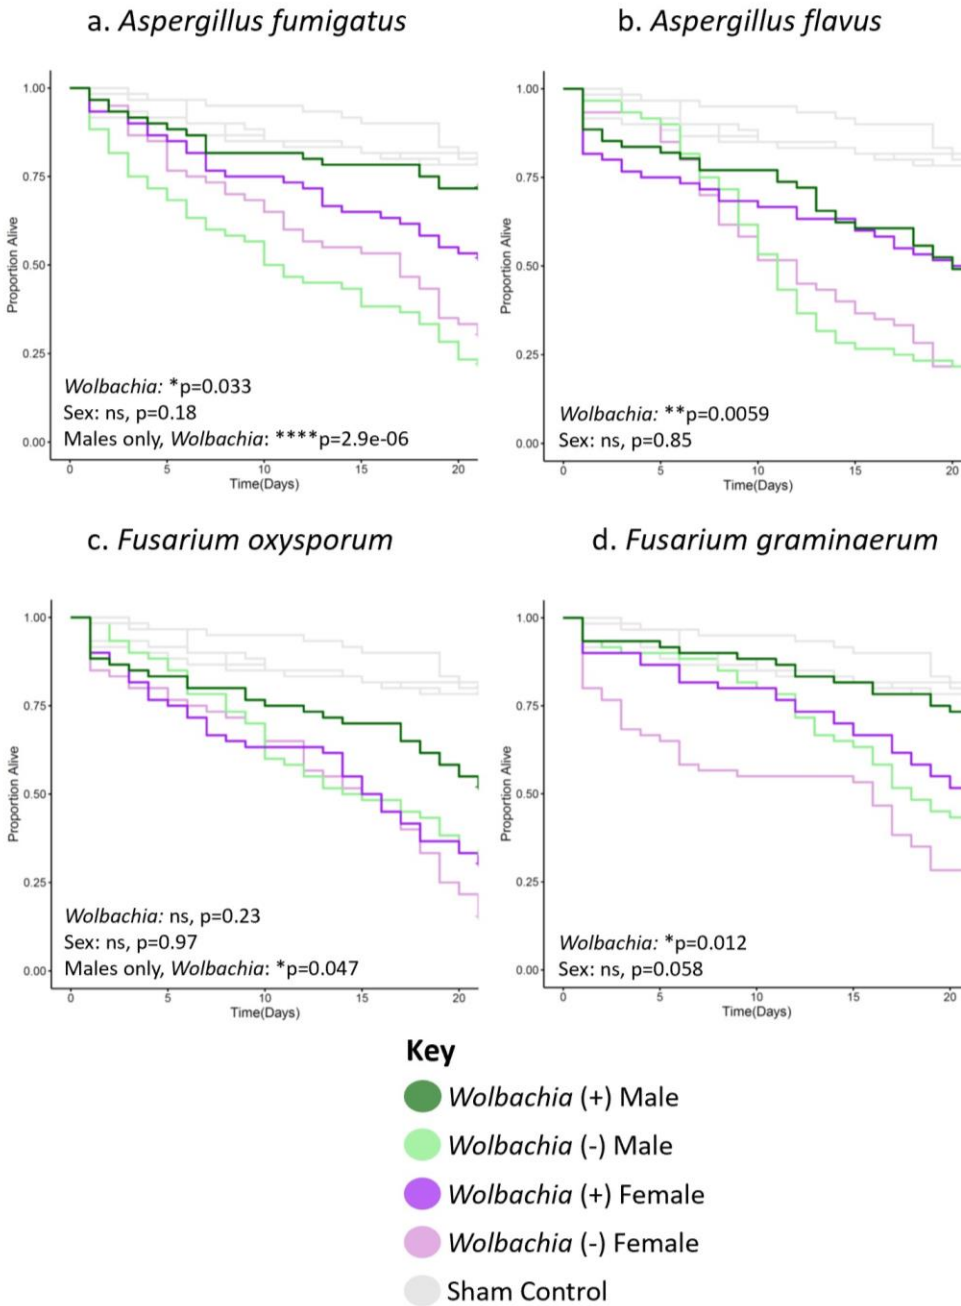 a. Aspergillus fumigatus
1.00
0.75
0.50
0.25
0.00
Proportion Alive
Wolbachia: *p=0.033
Sex: ns, p=0.18
Males only, Wolbachia: ****p=2.9e-06
0 5 10 15 20
Time(Days)
b. Aspergillus flavus
1.00
0.75
0.50
0.25
0.00
Proportion Alive
Wolbachia: **p=0.0059
Sex: ns, p=0.85
0 5 10 15 20
Time(Days)
c. Fusarium oxysporum
1.00
0.75
0.50
0.25
0.00
Proportion Alive
Wolbachia: ns, p=0.23
Sex: ns, p=0.97
Males only, Wolbachia: *p=0.047
0 5 10 15 20
Time(Days)
d. Fusarium graminaerum
1.00
0.75
0.50
0.25
0.00
Proportion Alive
Wolbachia: *p=0.012
Sex: ns, p=0.058
0 5 10 15 20
Time(Days)
Key
Wolbachia (+) Male
Wolbachia (-) Male
Wolbachia (+) Female
Wolbachia (-) Female
Sham Control